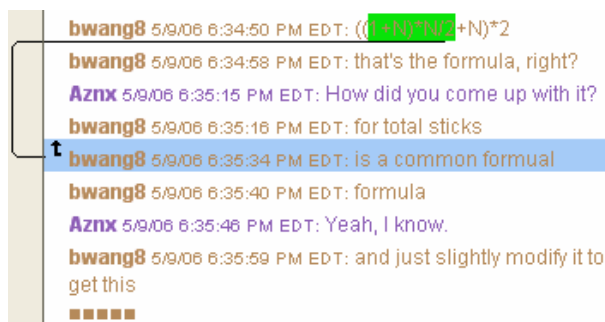 bwang8 5/9/06 6:34:50 PM EDT: ((1+N)*N/2+N)*2
bwang8 5/9/06 6:34:58 PM EDT: that's the formula, right?
Aznx 5/9/06 6:35:15 PM EDT: How did you come up with it?
bwang8 5/9/06 6:35:16 PM EDT: for total sticks
bwang8 5/9/06 6:35:34 PM EDT: is a common formual
bwang8 5/9/06 6:35:40 PM EDT: formula
Aznx 5/9/06 6:35:46 PM EDT: Yeah, I know.
bwang8 5/9/06 6:35:59 PM EDT: and just slightly modify it to
get this